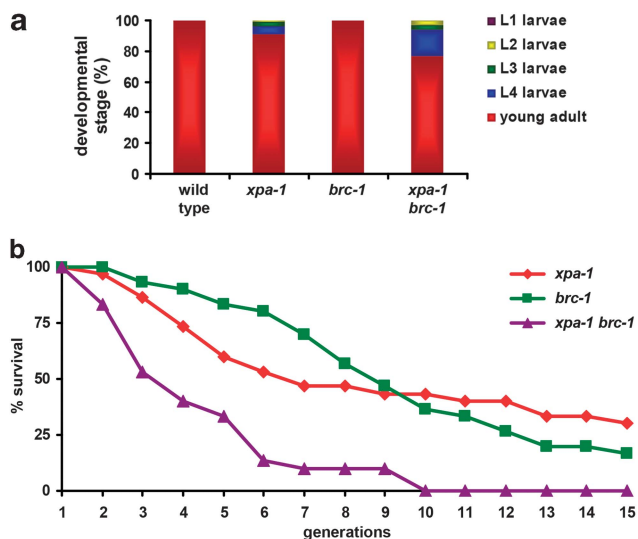 a
developmental
stage (%)
100
80
60
40
20
0
wild
type
xpa-1
brc-1
xpa-1
brc-1
L1 larvae
L2 larvae
L3 larvae
L4 larvae
young adult
b
% survival
100
75
50
25
0
1 2 3 4 5 6 7 8 9 10 11 12 13 14 15
generations
xpa-1
brc-1
xpa-1 brc-1